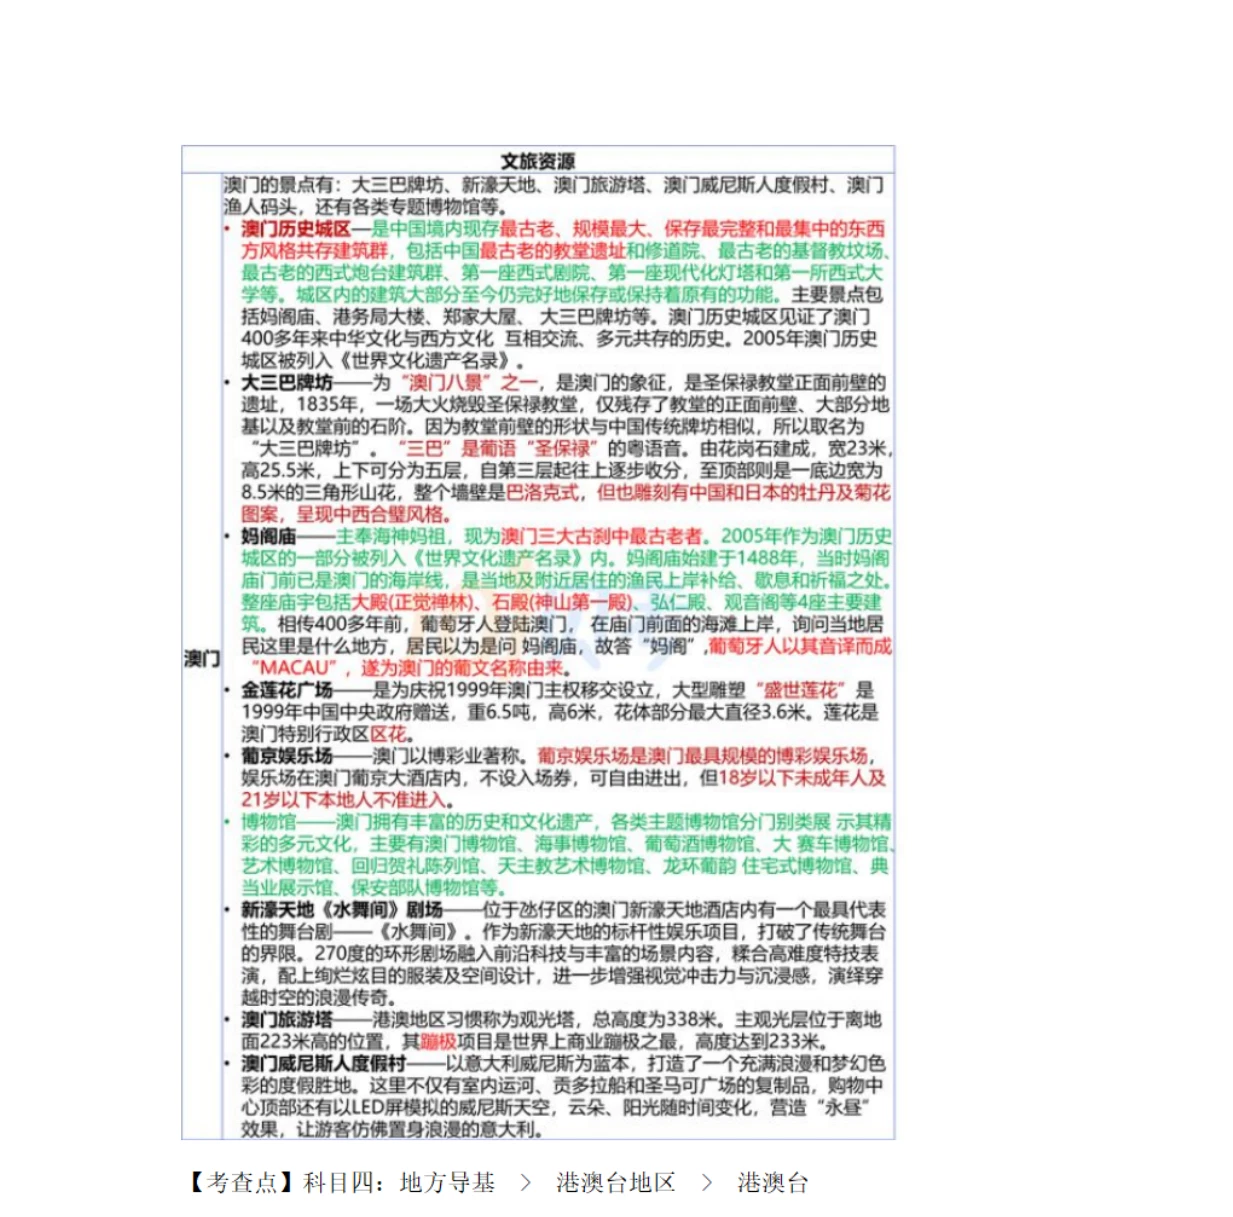 文旅资源
澳门的景点有：大三巴牌坊、新濠天地、澳门旅游塔、澳门威尼斯人度假村、澳门
渔人码头，还有各类专题博物馆等。
• 澳门历史城区—是中国境内现存最古老、规模最大、保存最完整和最集中的东西
方风格共存建筑群，包括中国最古老的教堂遗址和修道院、最古老的基督教坟场、
最古老的西式炮台建筑群、第一座西式剧院、第一座现代化灯塔和第一所西式大
学等。城区内的建筑大部分至今仍完好地保存或保持着原有的功能。主要景点包
括妈阁庙、港务局大楼、郑家大屋、 大三巴牌坊等。澳门历史城区见证了澳门
400多年来中华文化与西方文化 互相交流、多元共存的历史。2005年澳门历史
城区被列入《世界文化遗产名录》。
• 大三巴牌坊——为“澳门八景”之一，是澳门的象征，是圣保禄教堂正面前壁的
遗址，1835年，一场大火烧毁圣保禄教堂，仅残存了教堂的正面前壁、大部分地
基以及教堂前的石阶。因为教堂前壁的形状与中国传统牌坊相似，所以取名为
“大三巴牌坊”。“三巴”是葡语“圣保禄”的粤语音。由花岗石建成，宽23米，
高25.5米，上下可分为五层，自第三层起往上逐步收分，至顶部则是一底边宽为
8.5米的三角形山花，整个墙壁是巴洛克式，但也雕刻有中国和日本的牡丹及菊花
图案，呈现中西合璧风格。
• 妈阁庙——主奉海神妈祖，现为澳门三大古刹中最古老者。2005年作为澳门历史
城区的一部分被列入《世界文化遗产名录》内。妈阁庙始建于1488年，当时妈阁
庙门前已是澳门的海岸线，是当地及附近居住的渔民上岸补给、歇息和祈福之处。
整座庙宇包括大殿(正觉禅林)、石殿(神山第一殿)、弘仁殿、观音阁等4座主要建
筑。相传400多年前，葡萄牙人登陆澳门， 在庙门前面的海滩上岸，询问当地居
民这里是什么地方，居民以为是问 妈阁庙，故答“妈阁”,葡萄牙人以其音译而成
“MACAU”，遂为澳门的葡文名称由来。
澳门
• 金莲花广场——是为庆祝1999年澳门主权移交设立，大型雕塑“盛世莲花”是
1999年中国中央政府赠送，重6.5吨，高6米，花体部分最大直径3.6米。莲花是
澳门特别行政区区花。
• 葡京娱乐场——澳门以博彩业著称。葡京娱乐场是澳门最具规模的博彩娱乐场，
娱乐场在澳门葡京大酒店内，不设入场券，可自由进出，但18岁以下未成年人及
21岁以下本地人不准进入。
• 博物馆——澳门拥有丰富的历史和文化遗产，各类主题博物馆分门别类展 示其精
彩的多元文化，主要有澳门博物馆、海事博物馆、葡萄酒博物馆、大 赛车博物馆、
艺术博物馆、回归贺礼陈列馆、天主教艺术博物馆、龙环葡韵 住宅式博物馆、典
当业展示馆、保安部队博物馆等。
• 新濠天地《水舞间》剧场——位于氹仔区的澳门新濠天地酒店内有一个最具代表
性的舞台剧——《水舞间》。作为新濠天地的标杆性娱乐项目，打破了传统舞台
的界限。270度的环形剧场融入前沿科技与丰富的场景内容，糅合高难度特技表
演，配上绚烂炫目的服装及空间设计，进一步增强视觉冲击力与沉浸感，演绎穿
越时空的浪漫传奇。
• 澳门旅游塔——港澳地区习惯称为观光塔，总高度为338米。主观光层位于离地
面223米高的位置，其蹦极项目是世界上商业蹦极之最，高度达到233米。
• 澳门威尼斯人度假村——以意大利威尼斯为蓝本，打造了一个充满浪漫和梦幻色
彩的度假胜地。这里不仅有室内运河、贡多拉船和圣马可广场的复制品，购物中
心顶部还有以LED屏模拟的威尼斯天空，云朵、阳光随时间变化，营造“永昼”
效果，让游客仿佛置身浪漫的意大利。
【考查点】科目四：地方导基 > 港澳台地区 > 港澳台